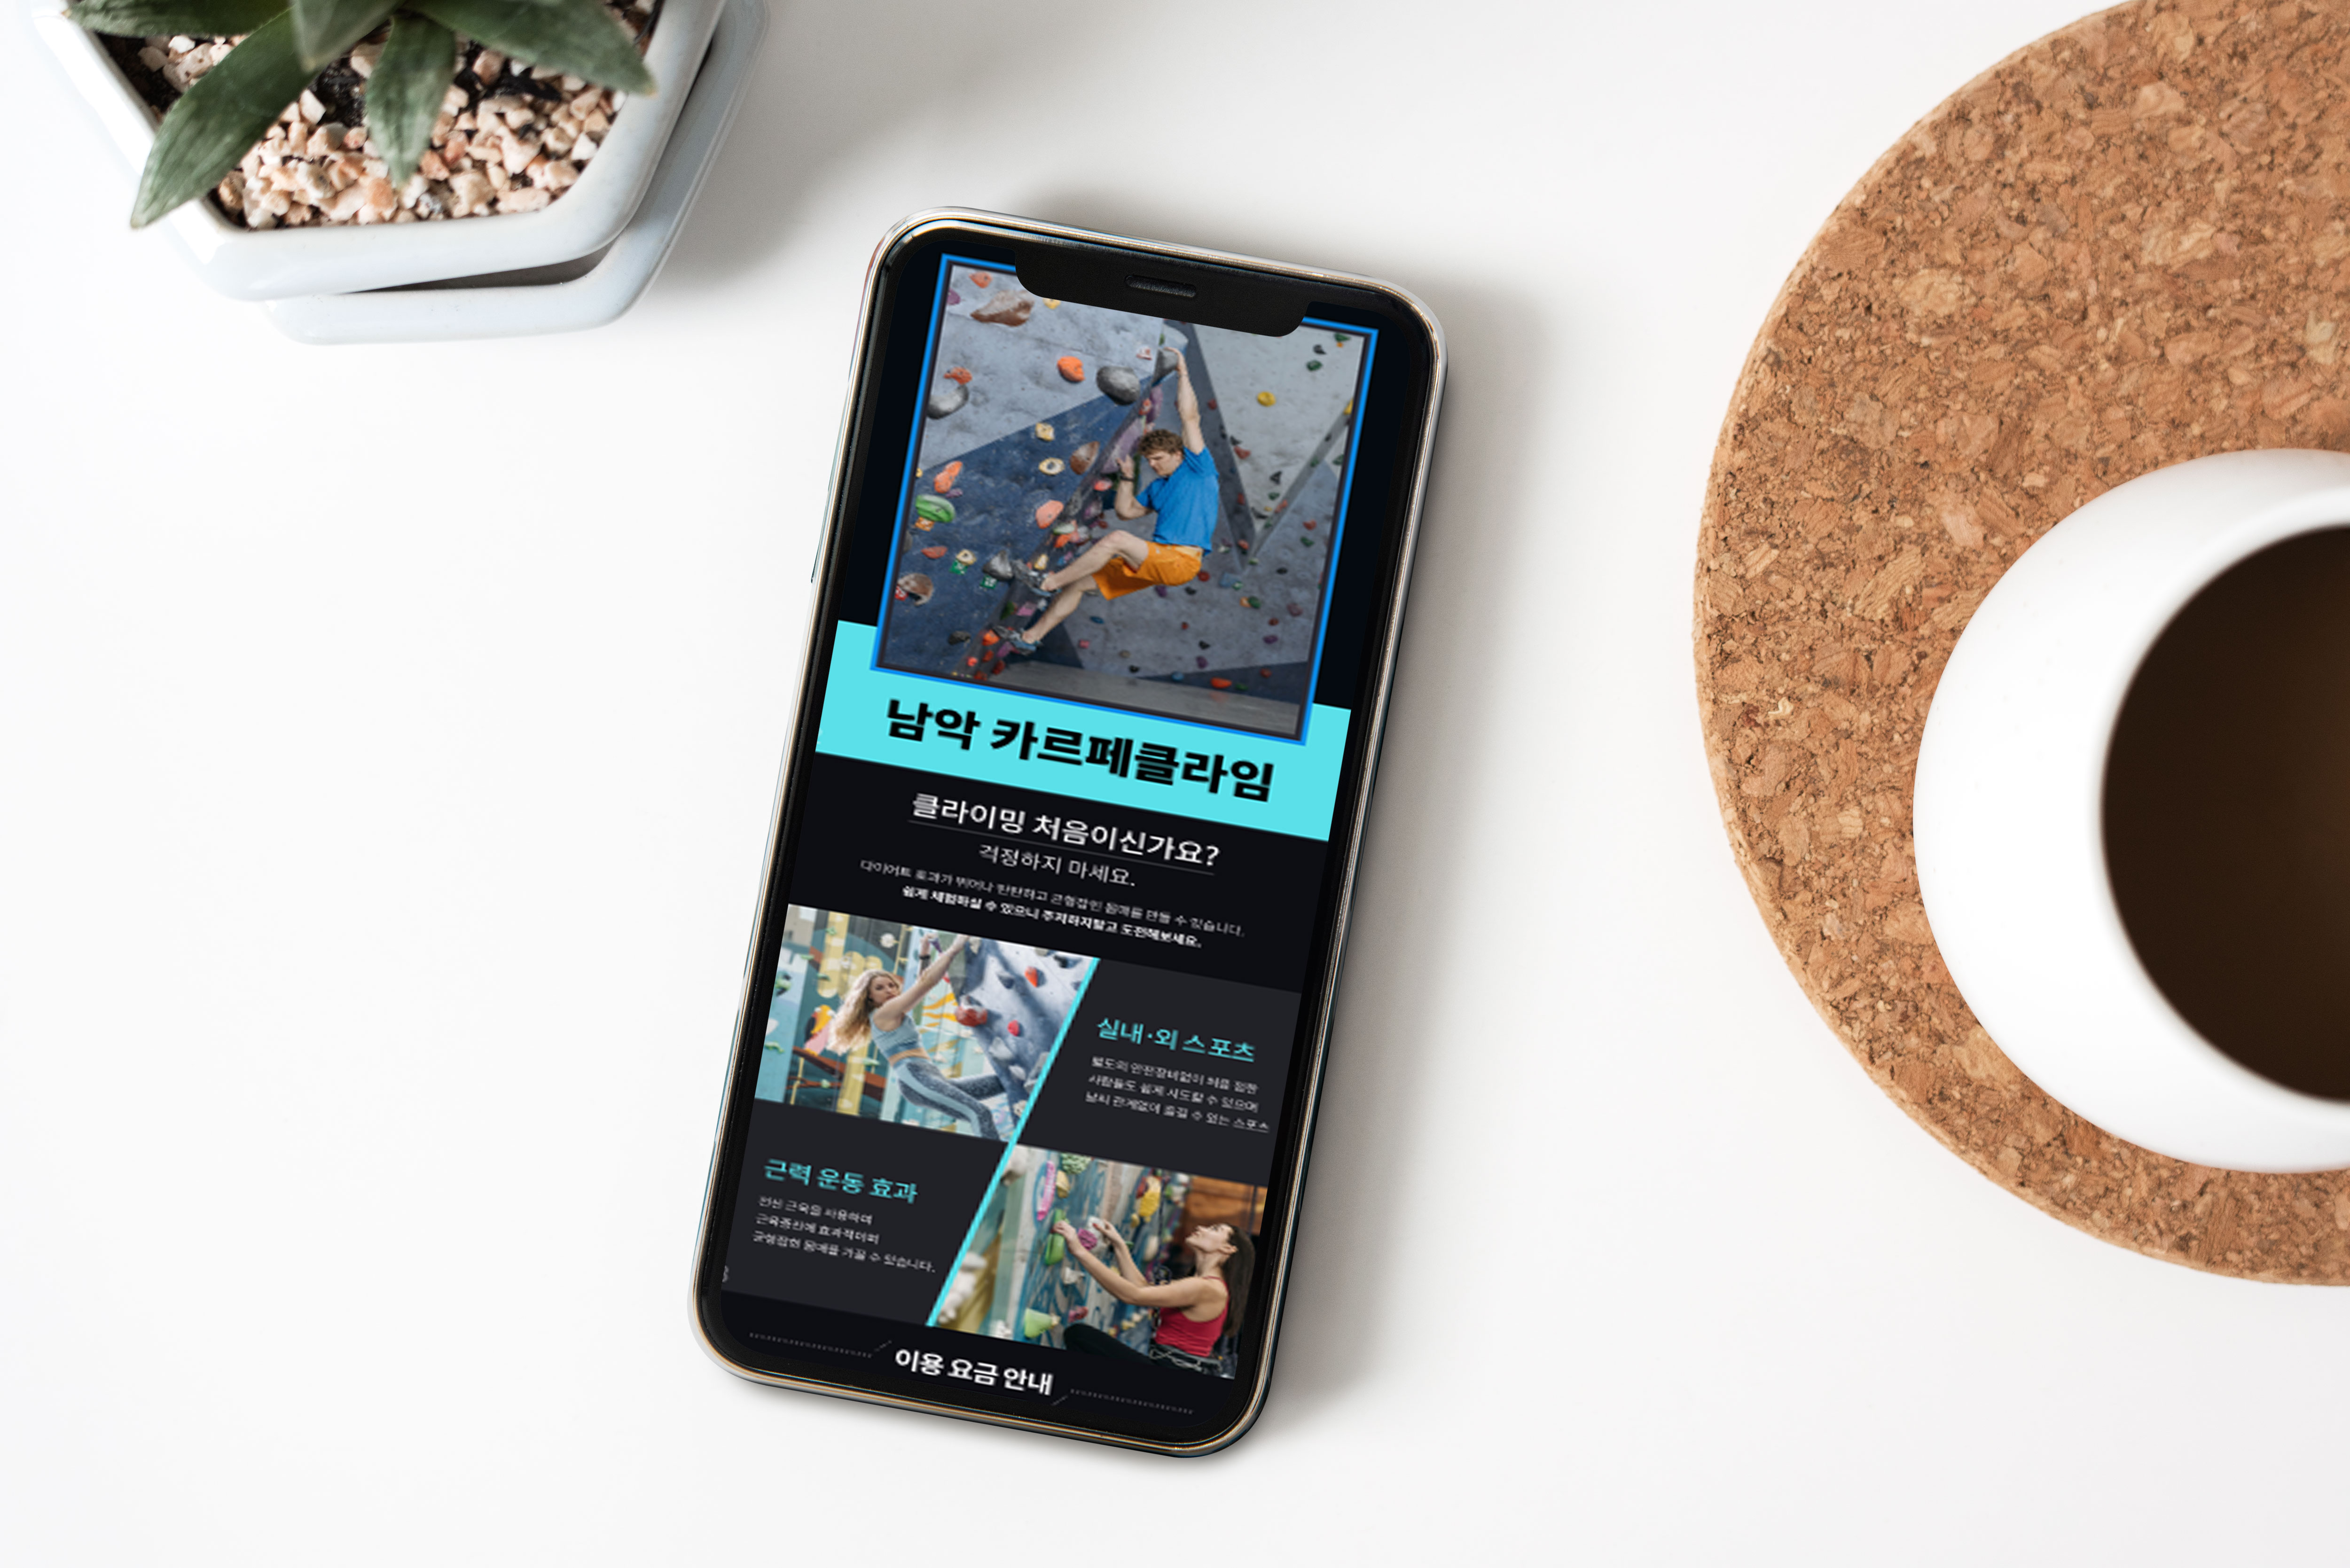 남악 카르페클라임
클라이밍 처음이신가요?
걱정하지 마세요.
다이어트 효과가 뛰어나 탄탄하고 균형잡힌 몸매를 만들 수 있습니다.
쉽게 체험하실 수 있으니 주저하지말고 도전해보세요.
실내·외 스포츠
별도의 안전장비없이 처음 접한
사람들도 쉽게 시도할 수 있으며
날씨 관계없이 즐길 수 있는 스포츠
근력 운동 효과
전신 근육을 사용하며
근육증진에 효과적이며
균형잡힌 몸매를 가꿀 수 있습니다.
이용 요금 안내